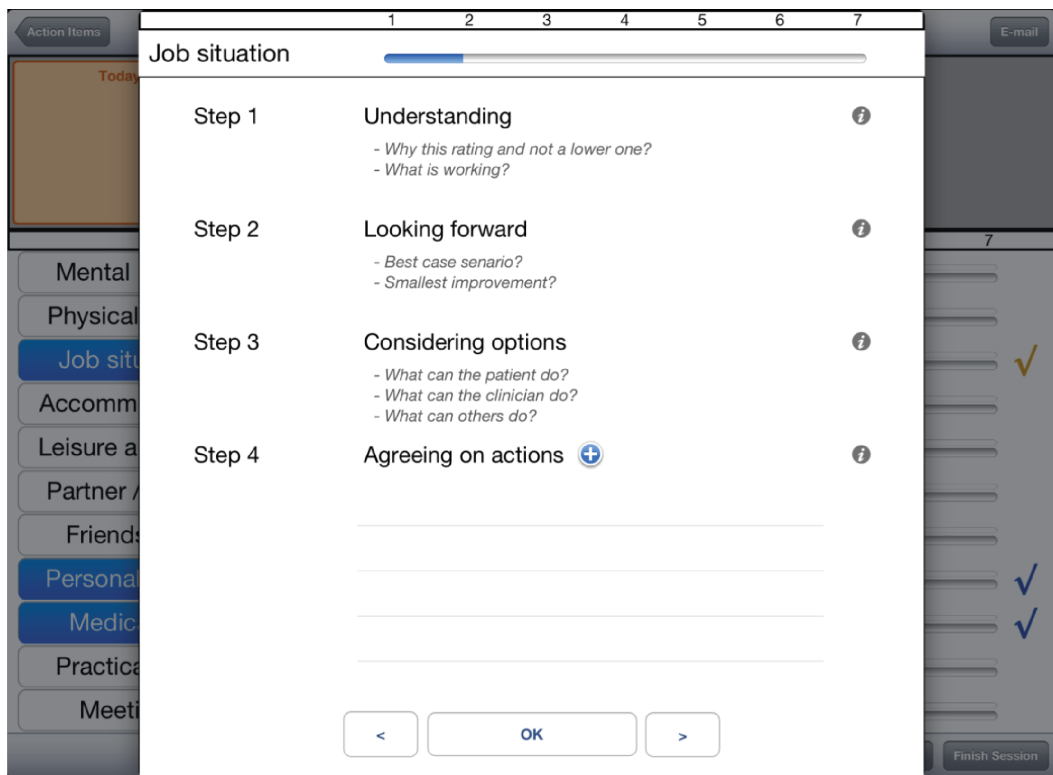 Action Items
1 2 3 4 5 6 7
E-mail
Job situation
Today
Step 1 Understanding
- Why this rating and not a lower one?
- What is working?
Step 2 Looking forward
7
- Best case senario?
- Smallest improvement?
Mental
Physical
Step 3 Considering options
Job situ
- What can the patient do?
- What can the clinician do?
- What can others do?
Accomm
Leisure a
Step 4 Agreeing on actions
Partner /
Friends
Personal
Medica
Practica
Meeti
< OK >
Finish Session